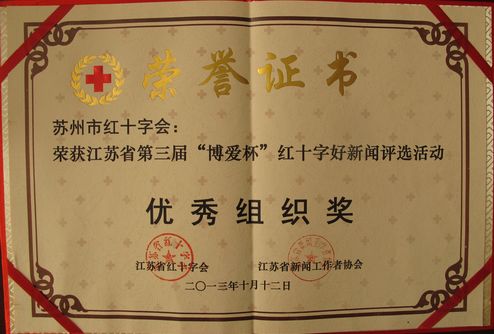 荣誉证书
苏州市红十字会：
荣获江苏省第三届“博爱杯”红十字好新闻评选活动
优秀组织奖
江苏省红十字会 江苏省新闻工作者协会
二〇一三年十月十二日